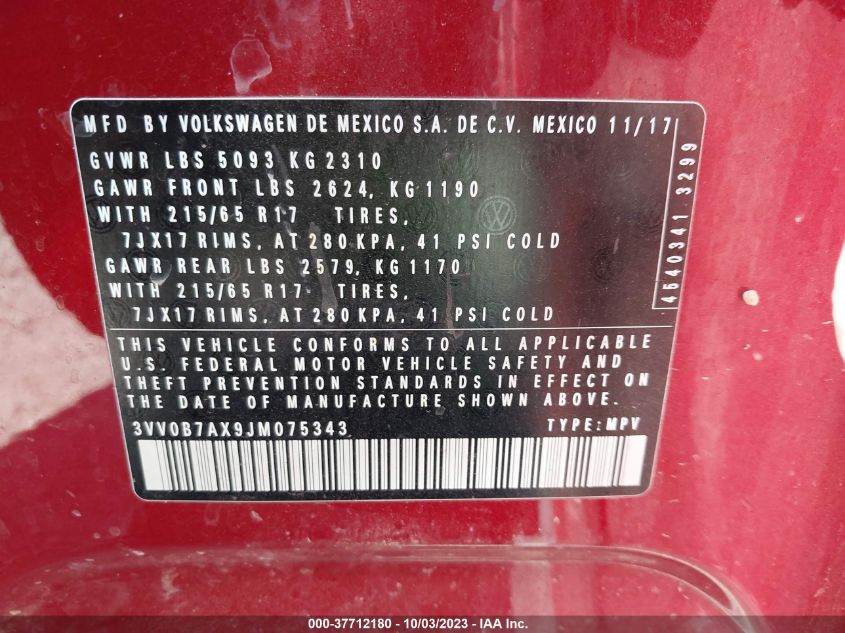 MFD BY VOLKSWAGEN DE MEXICO S.A. DE C.V. MEXICO 11/17
GVWR LBS 5093 KG 2310
GAWR FRONT LBS 2624, KG 1190
WITH 215/65 R17 TIRES,
7JX17 RIMS, AT 280 KPA, 41 PSI COLD
GAWR REAR LBS 2579, KG 1170
WITH 215/65 R17 TIRES,
7JX17 RIMS, AT 280 KPA, 41 PSI COLD
4540341 3299
THIS VEHICLE CONFORMS TO ALL APPLICABLE
U.S. FEDERAL MOTOR VEHICLE SAFETY AND
THEFT PREVENTION STANDARDS IN EFFECT ON
THE DATE OF MANUFACTURE SHOWN ABOVE.
3VV0B7AX9JM075343 TYPE:MPV
000-37712180 - 10/03/2023 - IAA Inc.